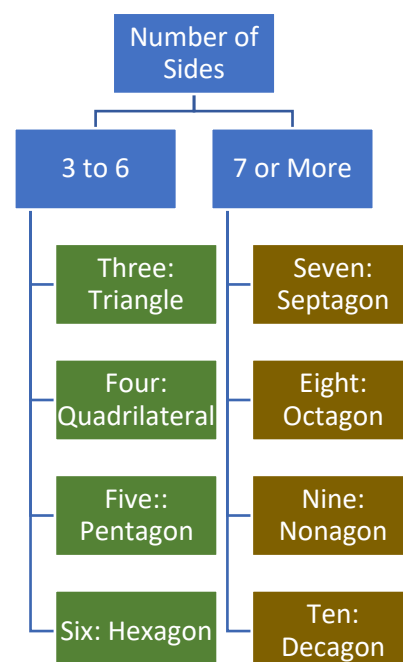 Number of
Sides
3 to 6
7 or More
Three:
Triangle
Four:
Quadrilateral
Five::
Pentagon
Six: Hexagon
Seven:
Septagon
Eight:
Octagon
Nine:
Nonagon
Ten:
Decagon